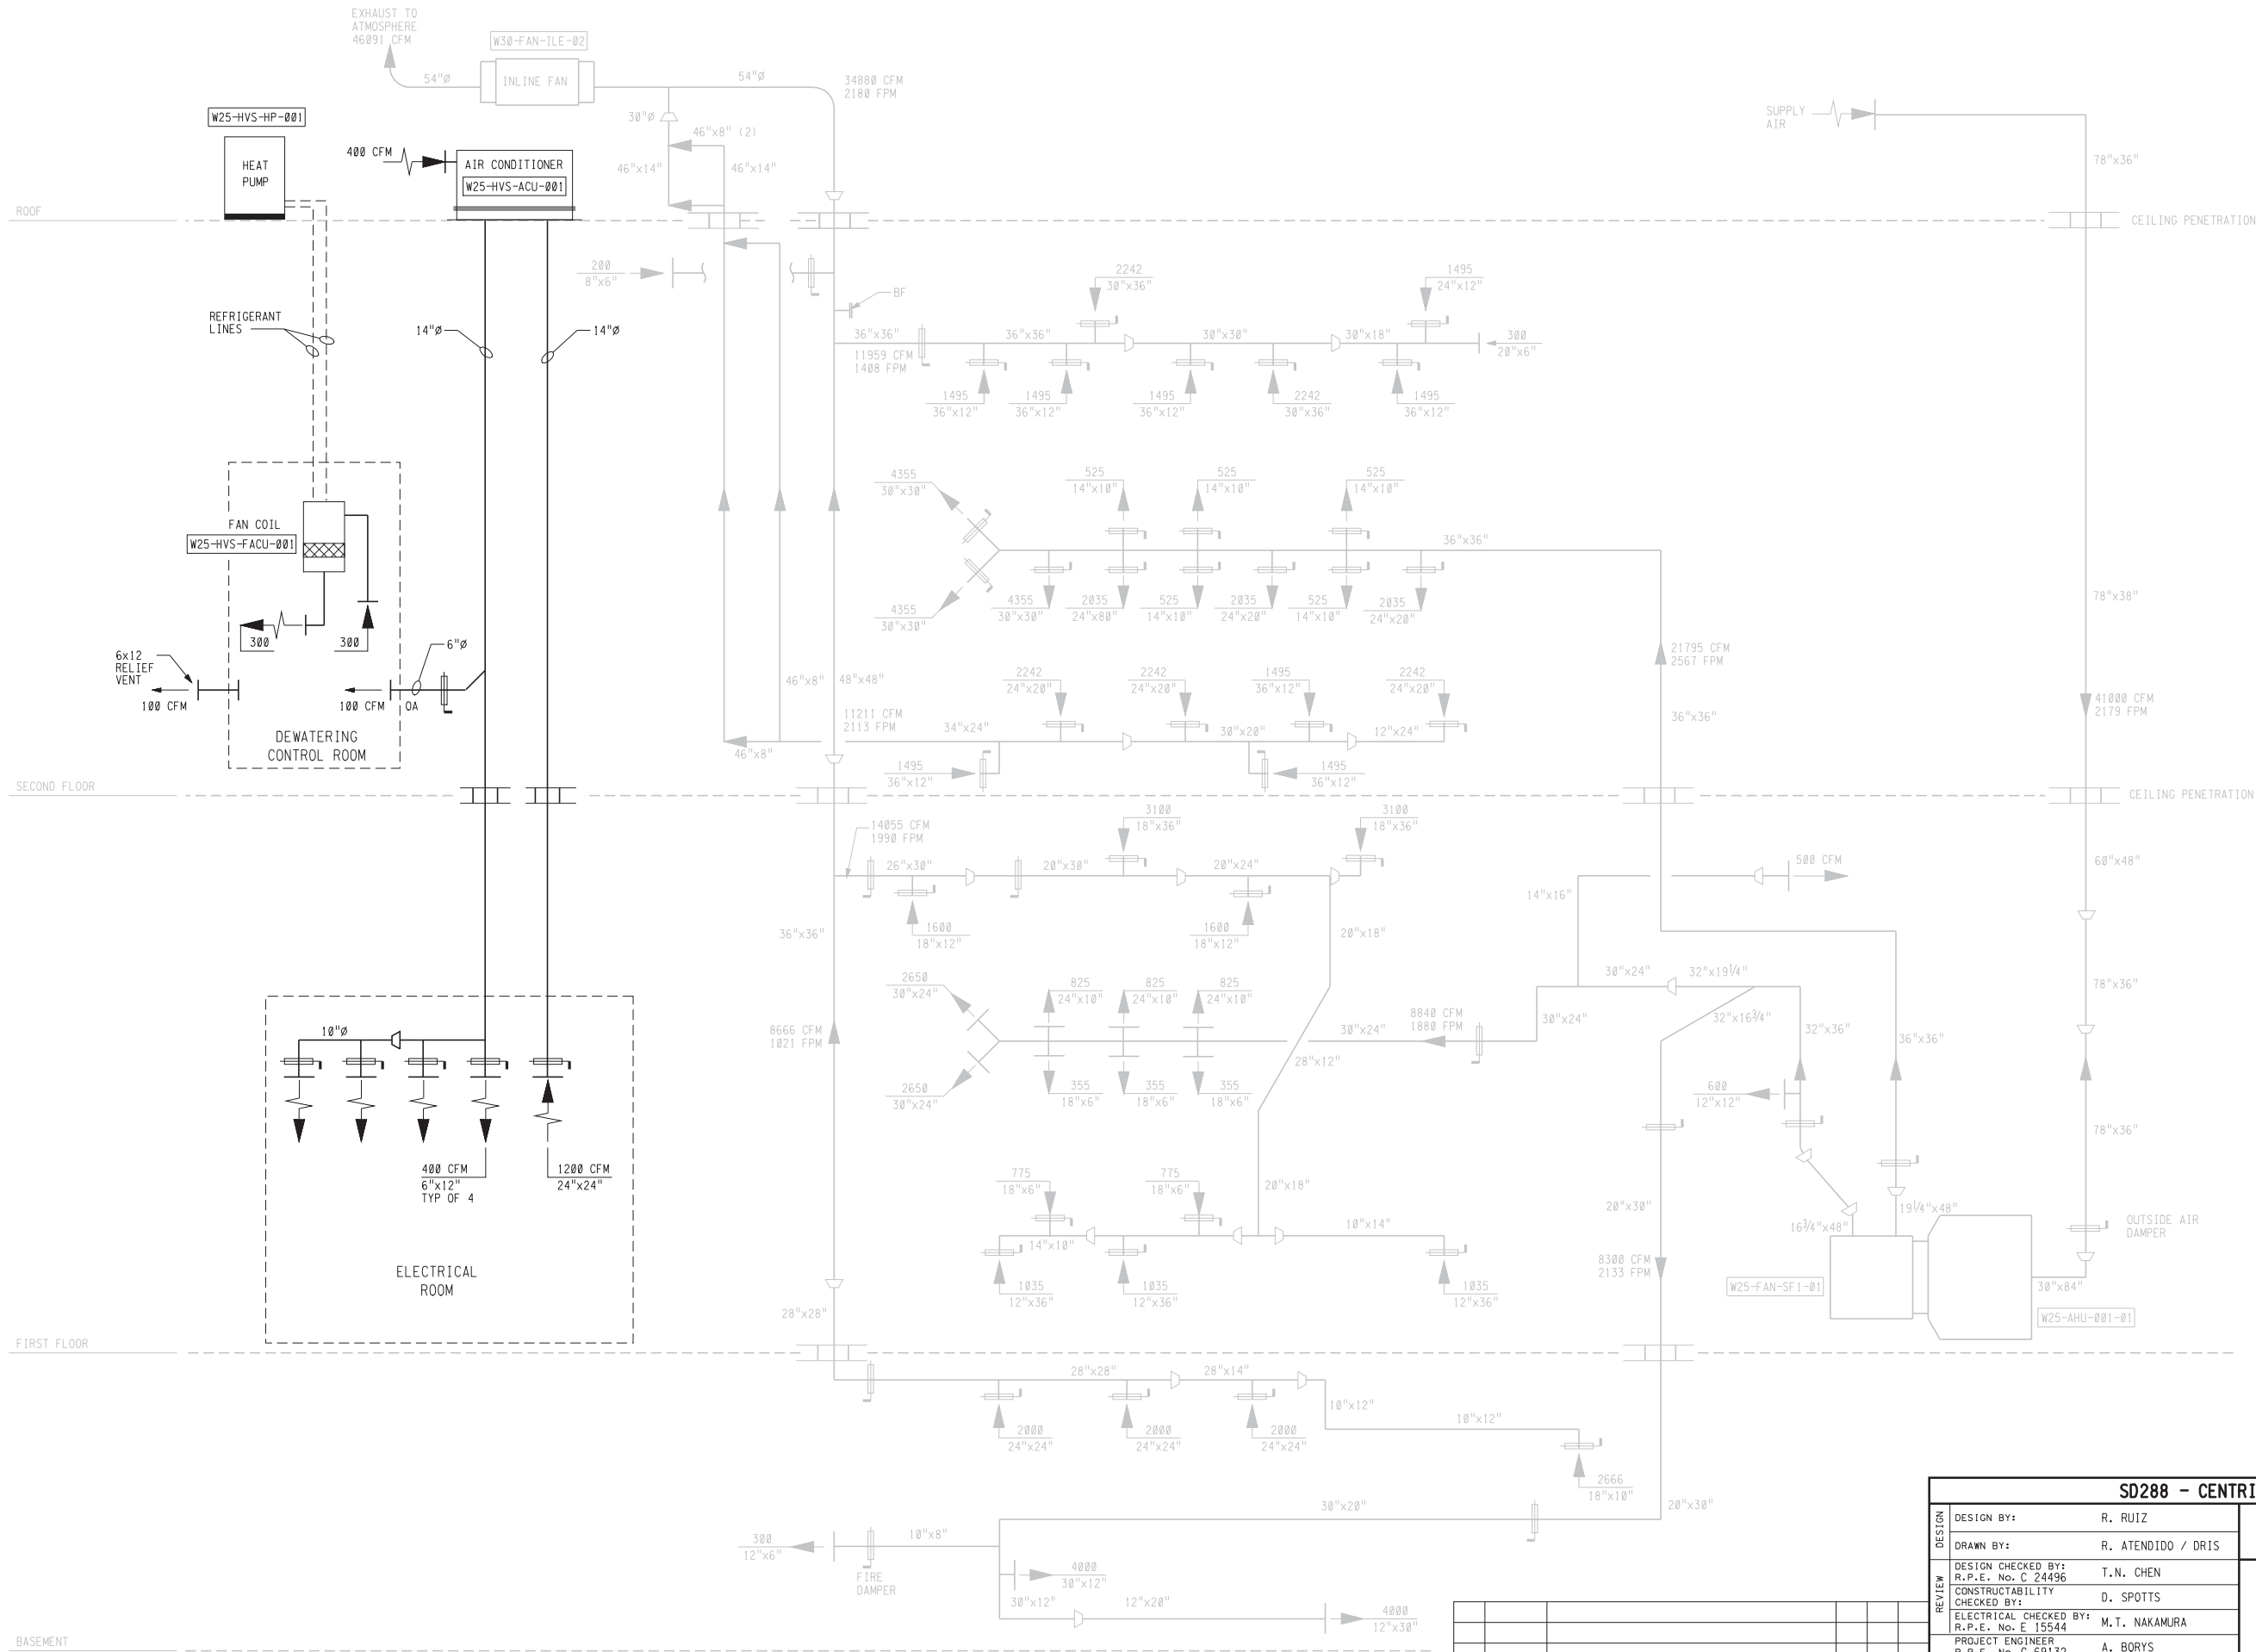 EXHAUST TO
ATMOSPHERE
46091 CFM
W30-FAN-ILE-02
54"Ø
INLINE FAN
54"Ø
34880 CFM
2180 FPM
W25-HVS-HP-001
HEAT
PUMP
400 CFM
AIR CONDITIONER
W25-HVS-ACU-001
30"Ø
46"x8" (2)
46"x14"
46"x14"
SUPPLY
AIR
78"x36"
ROOF
CEILING PENETRATION
200
8"x6"
BF
2242
30"x36"
1495
24"x12"
REFRIGERANT
LINES
14"Ø
14"Ø
36"x36"
36"x36"
30"x30"
30"x18"
300
20"x6"
11959 CFM
1408 FPM
1495
36"x12"
1495
36"x12"
1495
36"x12"
2242
30"x36"
1495
36"x12"
4355
30"x30"
525
14"x10"
525
14"x10"
525
14"x10"
FAN COIL
W25-HVS-FACU-001
36"x36"
4355
30"x30"
4355
30"x30"
2035
24"x80"
525
14"x10"
2035
24"x20"
525
14"x10"
2035
24"x20"
78"x38"
300
300
6"Ø
6x12
RELIEF
VENT
100 CFM
100 CFM
OA
DEWATERING
CONTROL ROOM
21795 CFM
2567 FPM
46"x8"
48"x48"
2242
24"x20"
2242
24"x20"
1495
36"x12"
2242
24"x20"
36"x36"
41000 CFM
2179 FPM
11211 CFM
2113 FPM
34"x24"
30"x20"
12"x24"
46"x8"
1495
36"x12"
1495
36"x12"
SECOND FLOOR
CEILING PENETRATION
14055 CFM
1990 FPM
3100
18"x36"
3100
18"x36"
26"x30"
20"x30"
20"x24"
500 CFM
60"x48"
14"x16"
1600
18"x12"
1600
18"x12"
36"x36"
20"x18"
2650
30"x24"
825
24"x10"
825
24"x10"
825
24"x10"
30"x24"
32"x19¼"
78"x36"
8666 CFM
1021 FPM
30"x24"
8840 CFM
1880 FPM
30"x24"
32"x16¾"
32"x36"
36"x36"
10"Ø
28"x12"
2650
30"x24"
355
18"x6"
355
18"x6"
355
18"x6"
600
12"x12"
78"x36"
400 CFM
6"x12"
TYP OF 4
1200 CFM
24"x24"
775
18"x6"
775
18"x6"
20"x18"
20"x30"
16¾"x48"
19¼"x48"
OUTSIDE AIR
DAMPER
14"x10"
10"x14"
ELECTRICAL
ROOM
1035
12"x36"
1035
12"x36"
1035
12"x36"
8300 CFM
2133 FPM
W25-FAN-SF1-01
30"x84"
W25-AHU-001-01
28"x28"
FIRST FLOOR
28"x28"
28"x14"
10"x12"
10"x12"
2000
24"x24"
2000
24"x24"
2000
24"x24"
2666
18"x10"
30"x20"
20"x30"
300
12"x6"
10"x8"
FIRE
DAMPER
4000
30"x12"
30"x12"
12"x20"
4000
12"x30"
BASEMENT
SD288 - CENTRI
DESIGN
DESIGN BY: R. RUIZ
DRAWN BY: R. ATENDIDO / DRIS
REVIEW
DESIGN CHECKED BY:
R.P.E. No. C 24496 T.N. CHEN
CONSTRUCTABILITY
CHECKED BY: D. SPOTTS
ELECTRICAL CHECKED BY:
R.P.E. No. E 15544 M.T. NAKAMURA
PROJECT ENGINEER
R.P.E. No. C 69132 A. BORYS